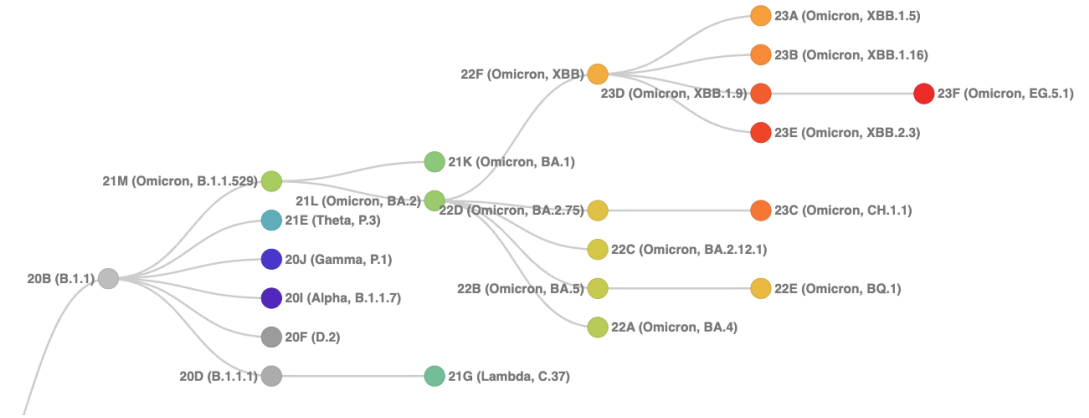 23A (Omicron, XBB.1.5)
23B (Omicron, XBB.1.16)
22F (Omicron, XBB)
23D (Omicron, XBB.1.9)
23F (Omicron, EG.5.1)
23E (Omicron, XBB.2.3)
21K (Omicron, BA.1)
21M (Omicron, B.1.1.529)
21L (Omicron, BA.2)
22D (Omicron, BA.2.75)
23C (Omicron, CH.1.1)
21E (Theta, P.3)
22C (Omicron, BA.2.12.1)
20J (Gamma, P.1)
20B (B.1.1)
22B (Omicron, BA.5)
22E (Omicron, BQ.1)
20I (Alpha, B.1.1.7)
22A (Omicron, BA.4)
20F (D.2)
20D (B.1.1.1)
21G (Lambda, C.37)